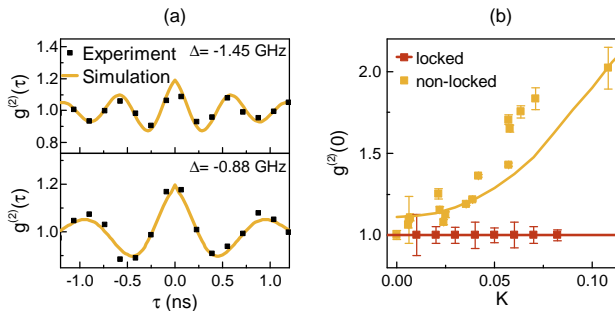 (a)
(b)
Experiment
Simulation
Δ= -1.45 GHz
g⁽²⁾(τ)
1.4
1.2
1.0
0.8
Δ= -0.88 GHz
g⁽²⁾(τ)
1.2
1.0
-1.0 -0.5 0.0 0.5 1.0
τ (ns)
locked
non-locked
g⁽²⁾(0)
2.0
1.5
1.0
0.00 0.05 0.10
K